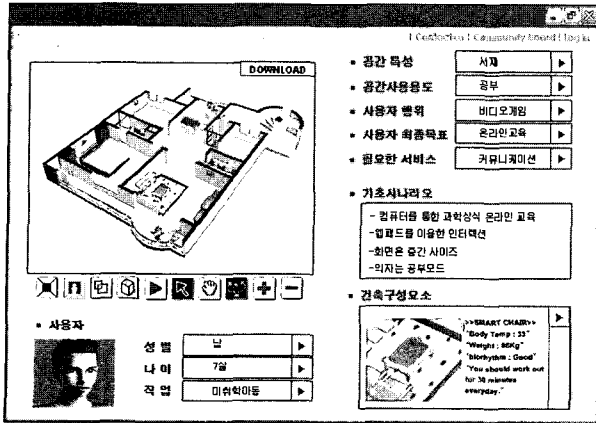 | Contact us | Community Board | Log in
DOWNLOAD
▪ 공간 특성 서재
▪ 공간사용용도 공부
▪ 사용자 행위 비디오게임
▪ 사용자 최종목표 온라인교육
▪ 필요한 서비스 커뮤니케이션
▪ 기초시나리오
- 컴퓨터를 통한 과학상식 온라인 교육
-엡패드를 이용한 인터랙션
-화면은 중간 사이즈
-의자는 공부모드
▪ 건축구성요소
>>SMART CHAIR>>
"Body Temp : 33"
"Weight : 86Kg"
"biorhythm : Good"
"You should work out
for 30 minutes
everyday."
▪ 사용자
성 별 남
나 이 7살
직 업 미취학아동